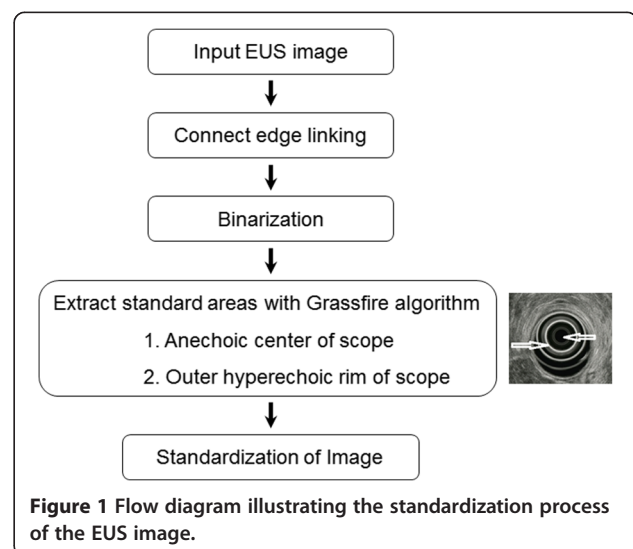 Input EUS image
Connect edge linking
Binarization
Extract standard areas with Grassfire algorithm
1. Anechoic center of scope
2. Outer hyperechoic rim of scope
Standardization of Image
Figure 1 Flow diagram illustrating the standardization process
of the EUS image.